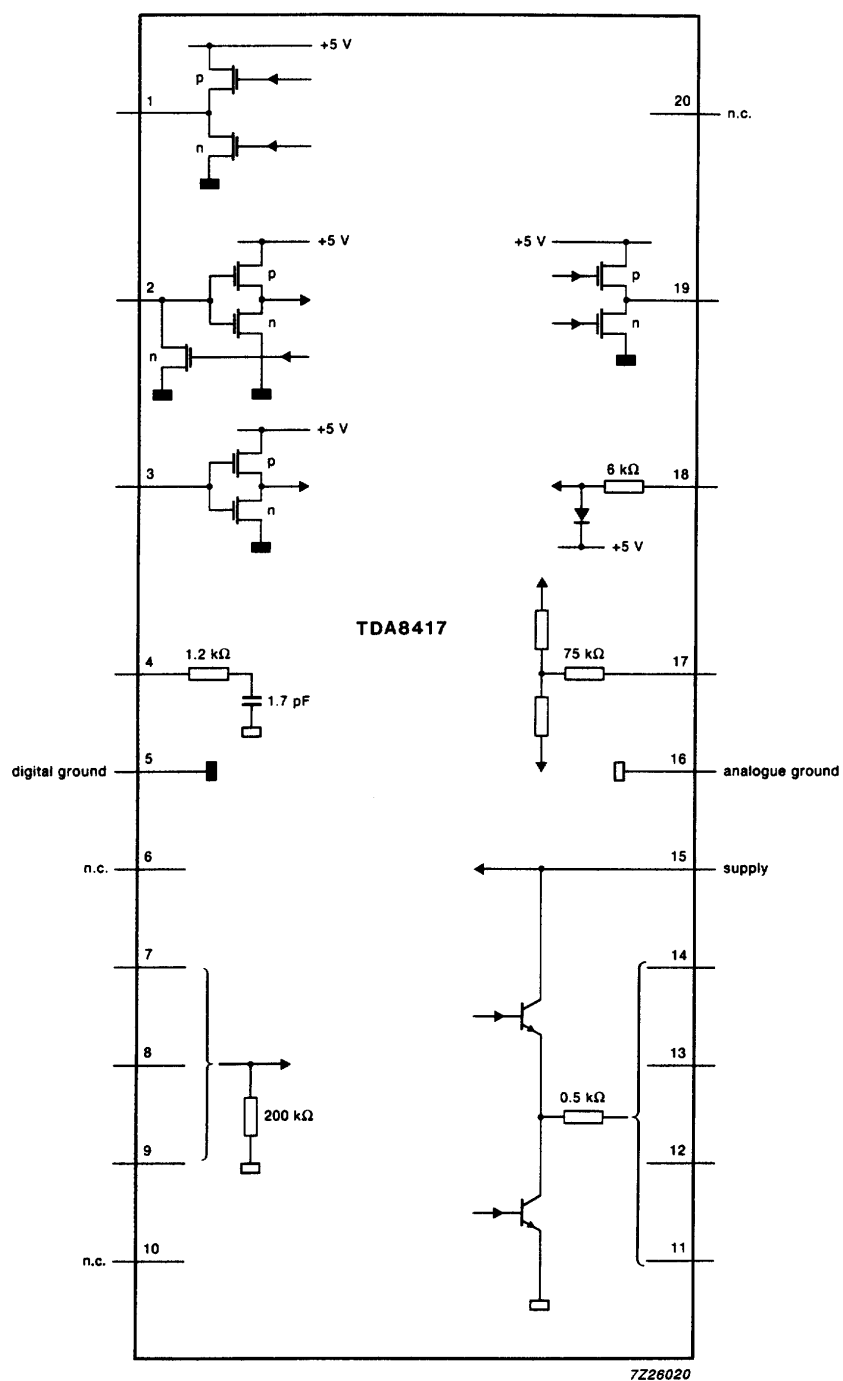 +5 V
p
1
20
n.c.
n
+5 V
+5 V
p
p
2
19
n
n
n
+5 V
p
6 kΩ
3
18
n
+5 V
TDA8417
1.2 kΩ
75 kΩ
4
17
1.7 pF
digital ground
5
16
analogue ground
n.c.
6
15
supply
7
14
8
13
0.5 kΩ
200 kΩ
9
12
10
11
n.c.
7Z26020